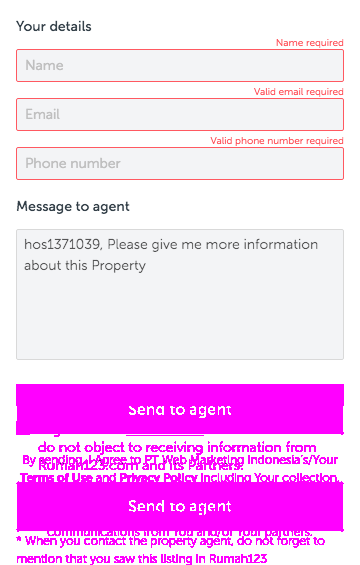 Your details
Name required
Name
Valid email required
Email
Valid phone number required
Phone number
Message to agent
hos1371039, Please give me more information
about this Property
Send to agent
do not object to receiving information from
By sending, I Agree to PT Web Marketing Indonesia's/Your
Rumah123.com and its Partners.
Terms of Use and Privacy Policy including Your collection,
Send to agent
communications from You and/or Your partners.
* When you contact the property agent, do not forget to
mention that you saw this listing in Rumah123